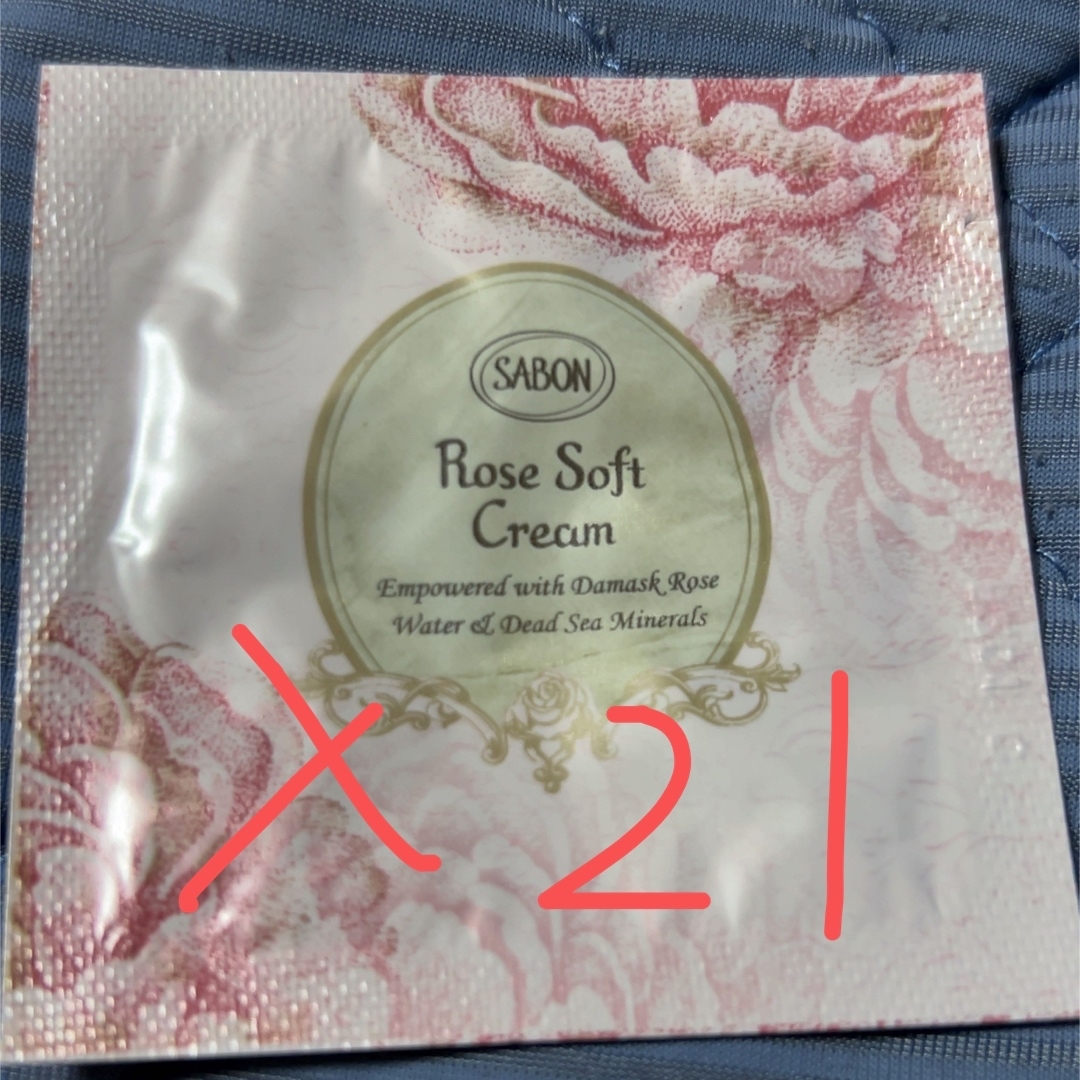 SABON
Rose Soft
Cream
Empowered with Damask Rose
Water & Dead Sea Minerals
X21